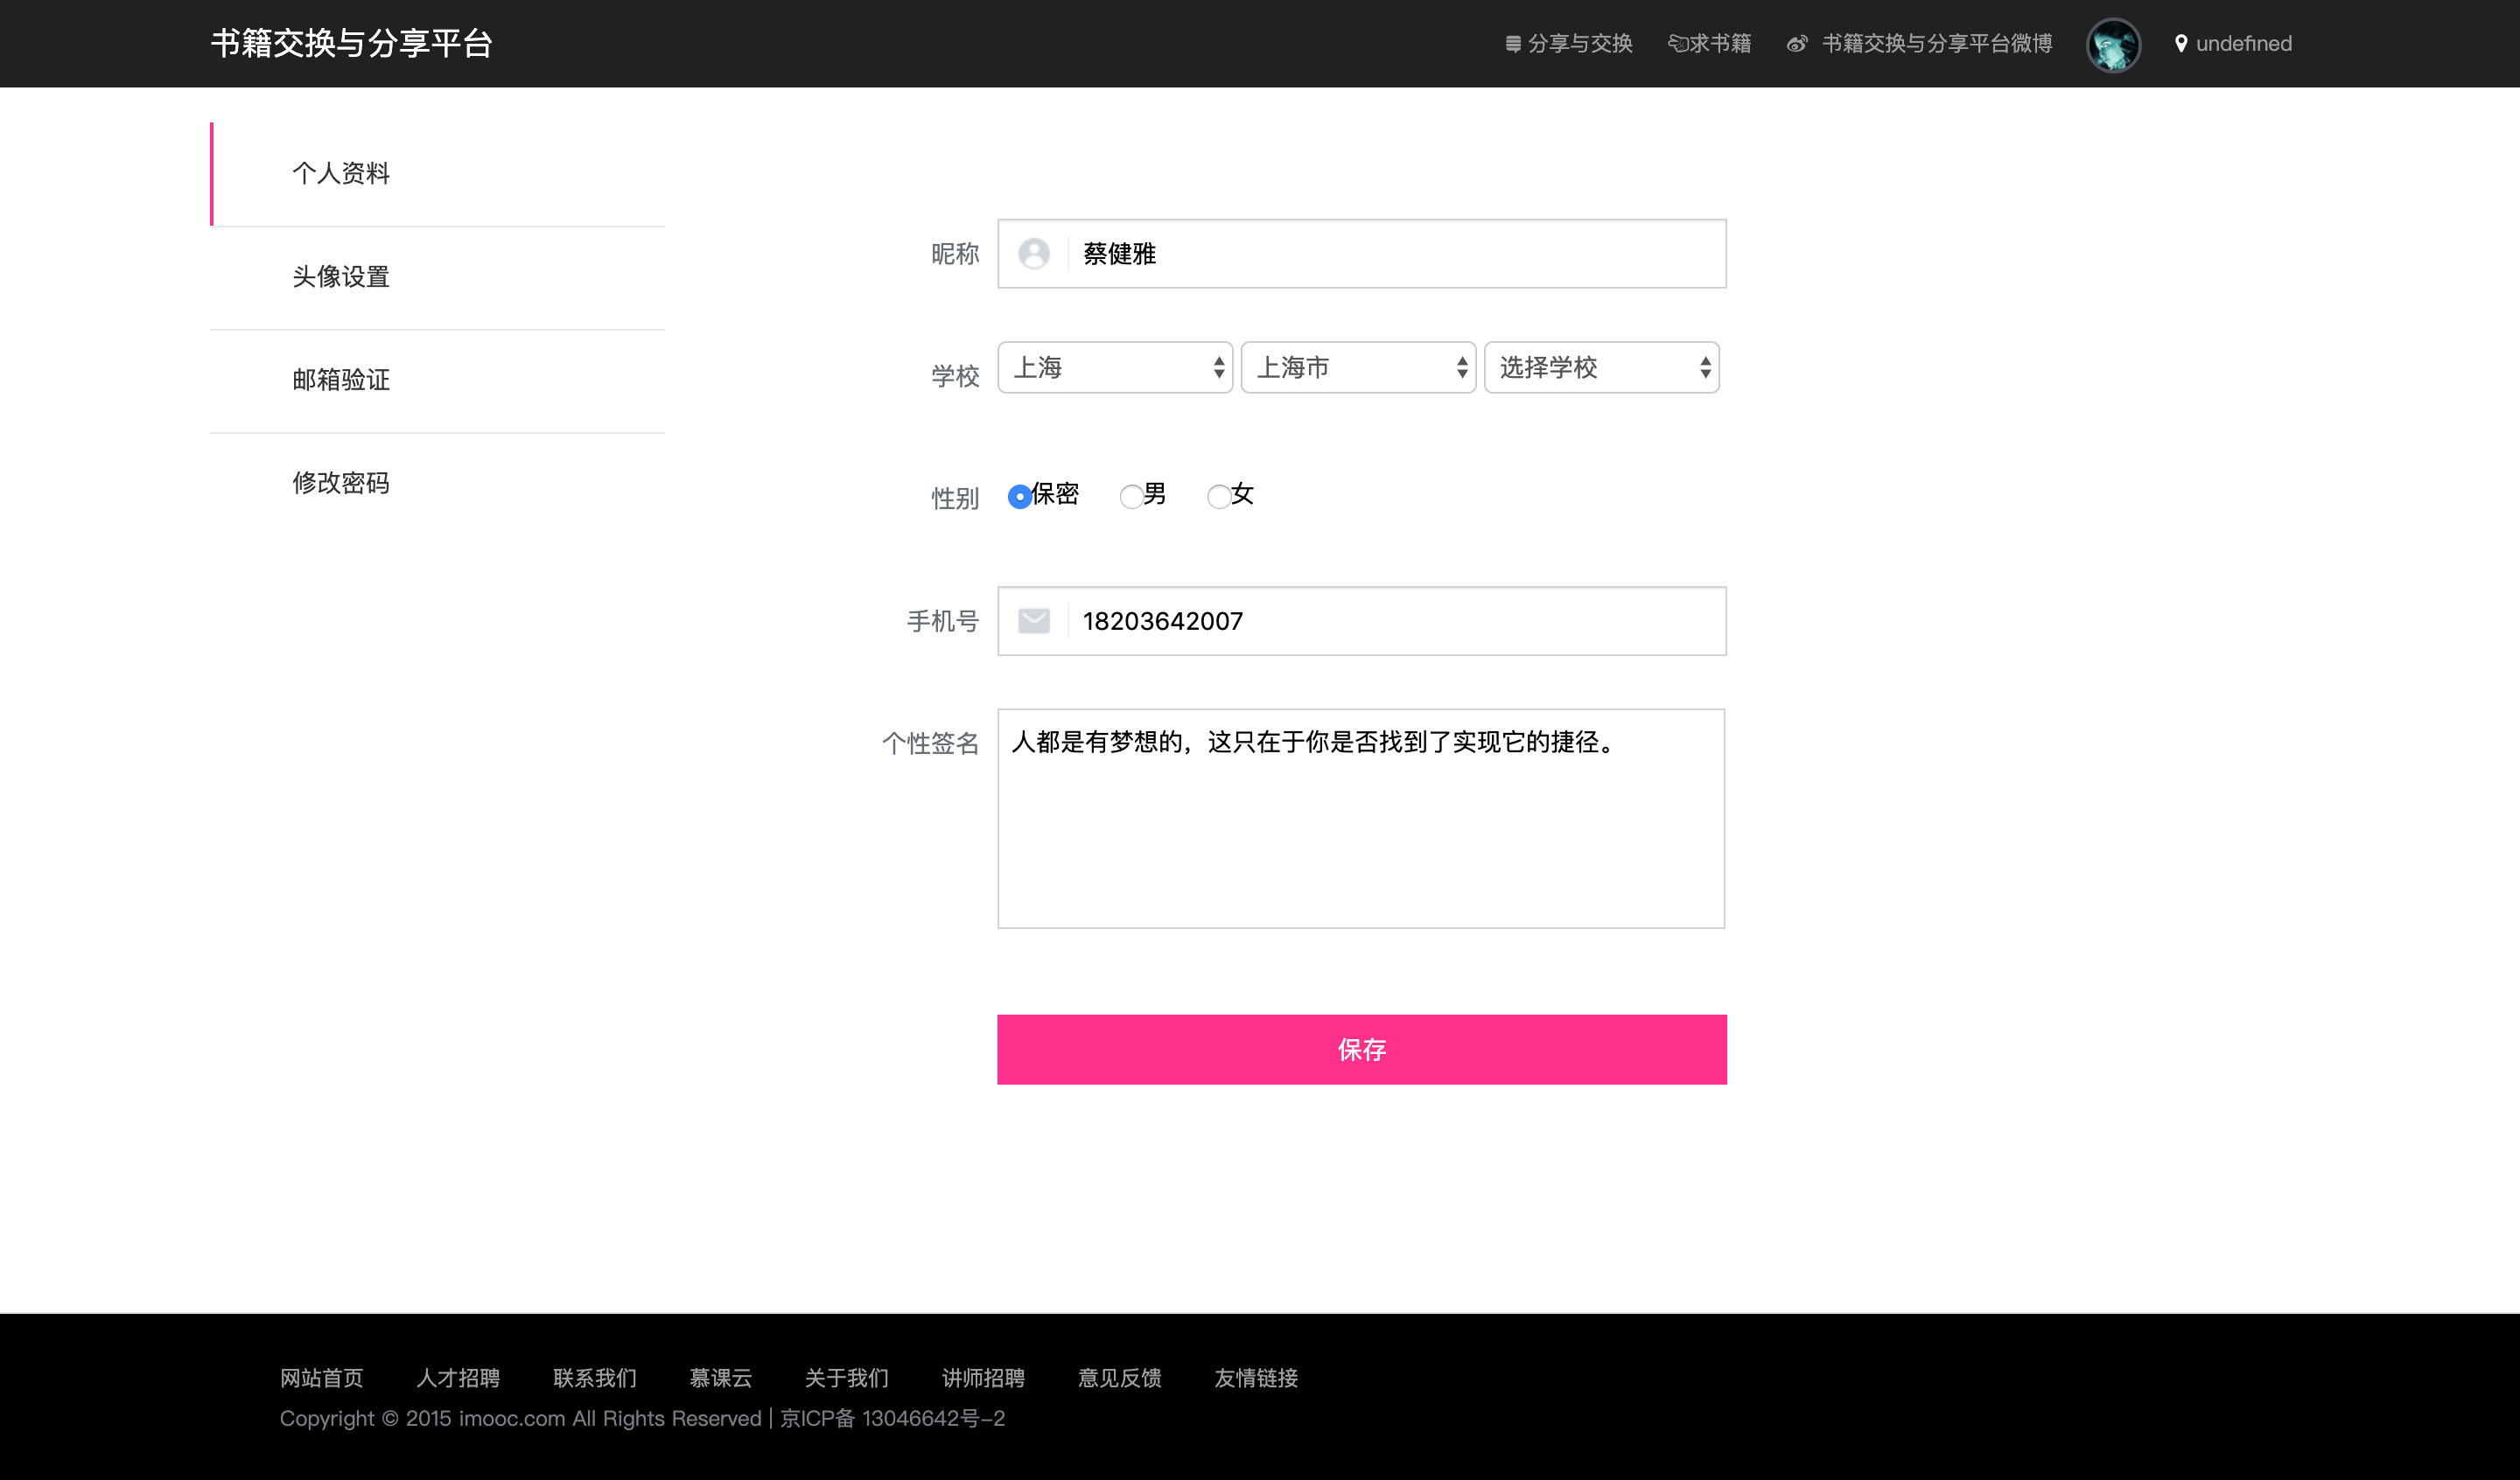 书籍交换与分享平台
分享与交换 求书籍 书籍交换与分享平台微博 undefined
个人资料
头像设置
邮箱验证
修改密码
昵称 蔡健雅
学校 上海 上海市 选择学校
性别 保密 男 女
手机号 18203642007
个性签名 人都是有梦想的，这只在于你是否找到了实现它的捷径。
保存
网站首页 人才招聘 联系我们 慕课云 关于我们 讲师招聘 意见反馈 友情链接
Copyright © 2015 imooc.com All Rights Reserved | 京ICP备 13046642号-2